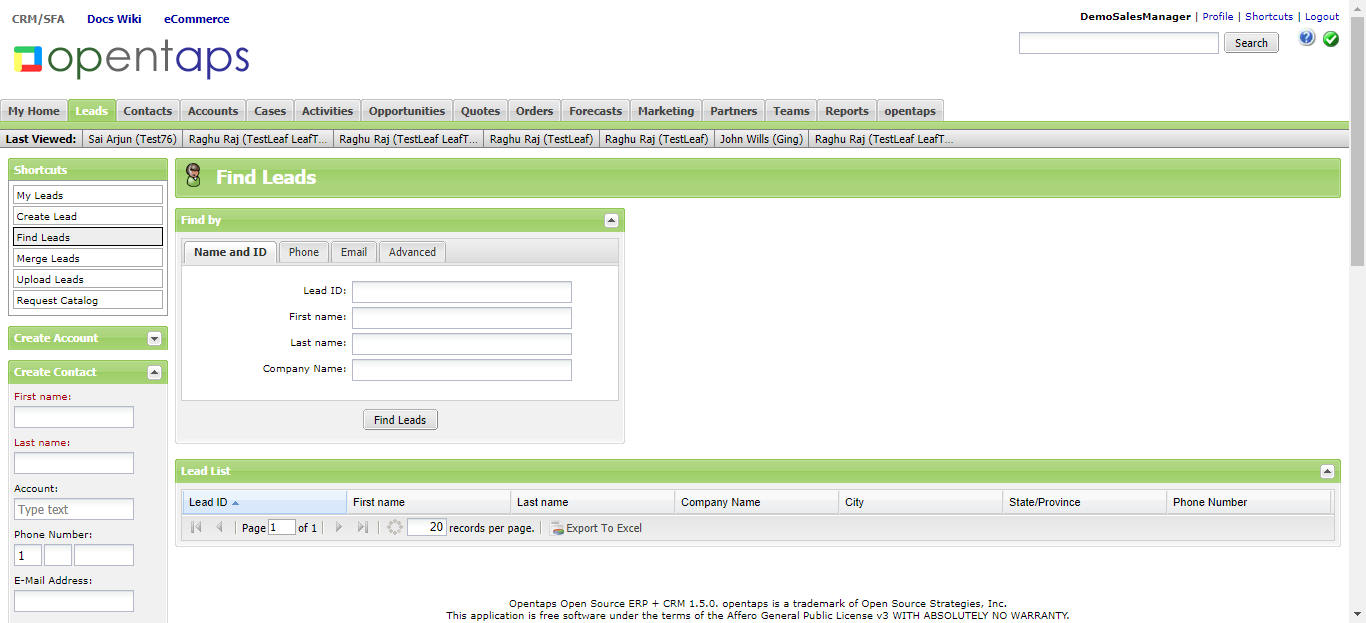 CRM/SFA Docs Wiki eCommerce
DemoSalesManager | Profile | Shortcuts | Logout
opentaps
Search
My Home Leads Contacts Accounts Cases Activities Opportunities Quotes Orders Forecasts Marketing Partners Teams Reports opentaps
Last Viewed: Sai Arjun (Test76) Raghu Raj (TestLeaf LeafT... Raghu Raj (TestLeaf LeafT... Raghu Raj (TestLeaf) Raghu Raj (TestLeaf) John Wills (Ging) Raghu Raj (TestLeaf LeafT...
Shortcuts
My Leads
Create Lead
Find Leads
Merge Leads
Upload Leads
Request Catalog
Create Account
Create Contact
First name:
Last name:
Account:
Type text
Phone Number:
1
E-Mail Address:
Find Leads
Find by
Name and ID Phone Email Advanced
Lead ID:
First name:
Last name:
Company Name:
Find Leads
Lead List
Lead ID First name Last name Company Name City State/Province Phone Number
Page 1 of 1 20 records per page. Export To Excel
Opentaps Open Source ERP + CRM 1.5.0. opentaps is a trademark of Open Source Strategies, Inc.
This application is free software under the terms of the Affero General Public License v3 WITH ABSOLUTELY NO WARRANTY.